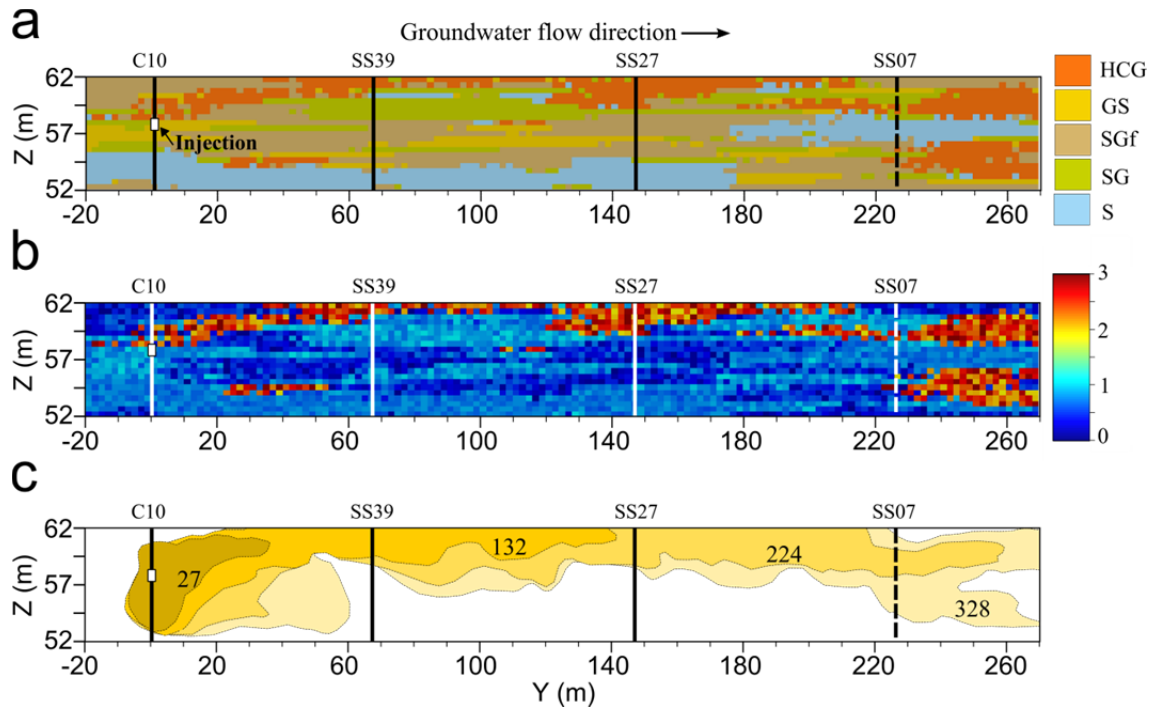 a
Groundwater flow direction
C10 SS39 SS27 SS07
62
57
52
Z (m)
Injection
-20 20 60 100 140 180 220 260
HCG
GS
SGf
SG
S
b
C10 SS39 SS27 SS07
62
57
52
Z (m)
-20 20 60 100 140 180 220 260
3
2
1
0
c
C10 SS39 SS27 SS07
62
57
52
Z (m)
27
132
224
328
-20 20 60 100 140 180 220 260
Y (m)